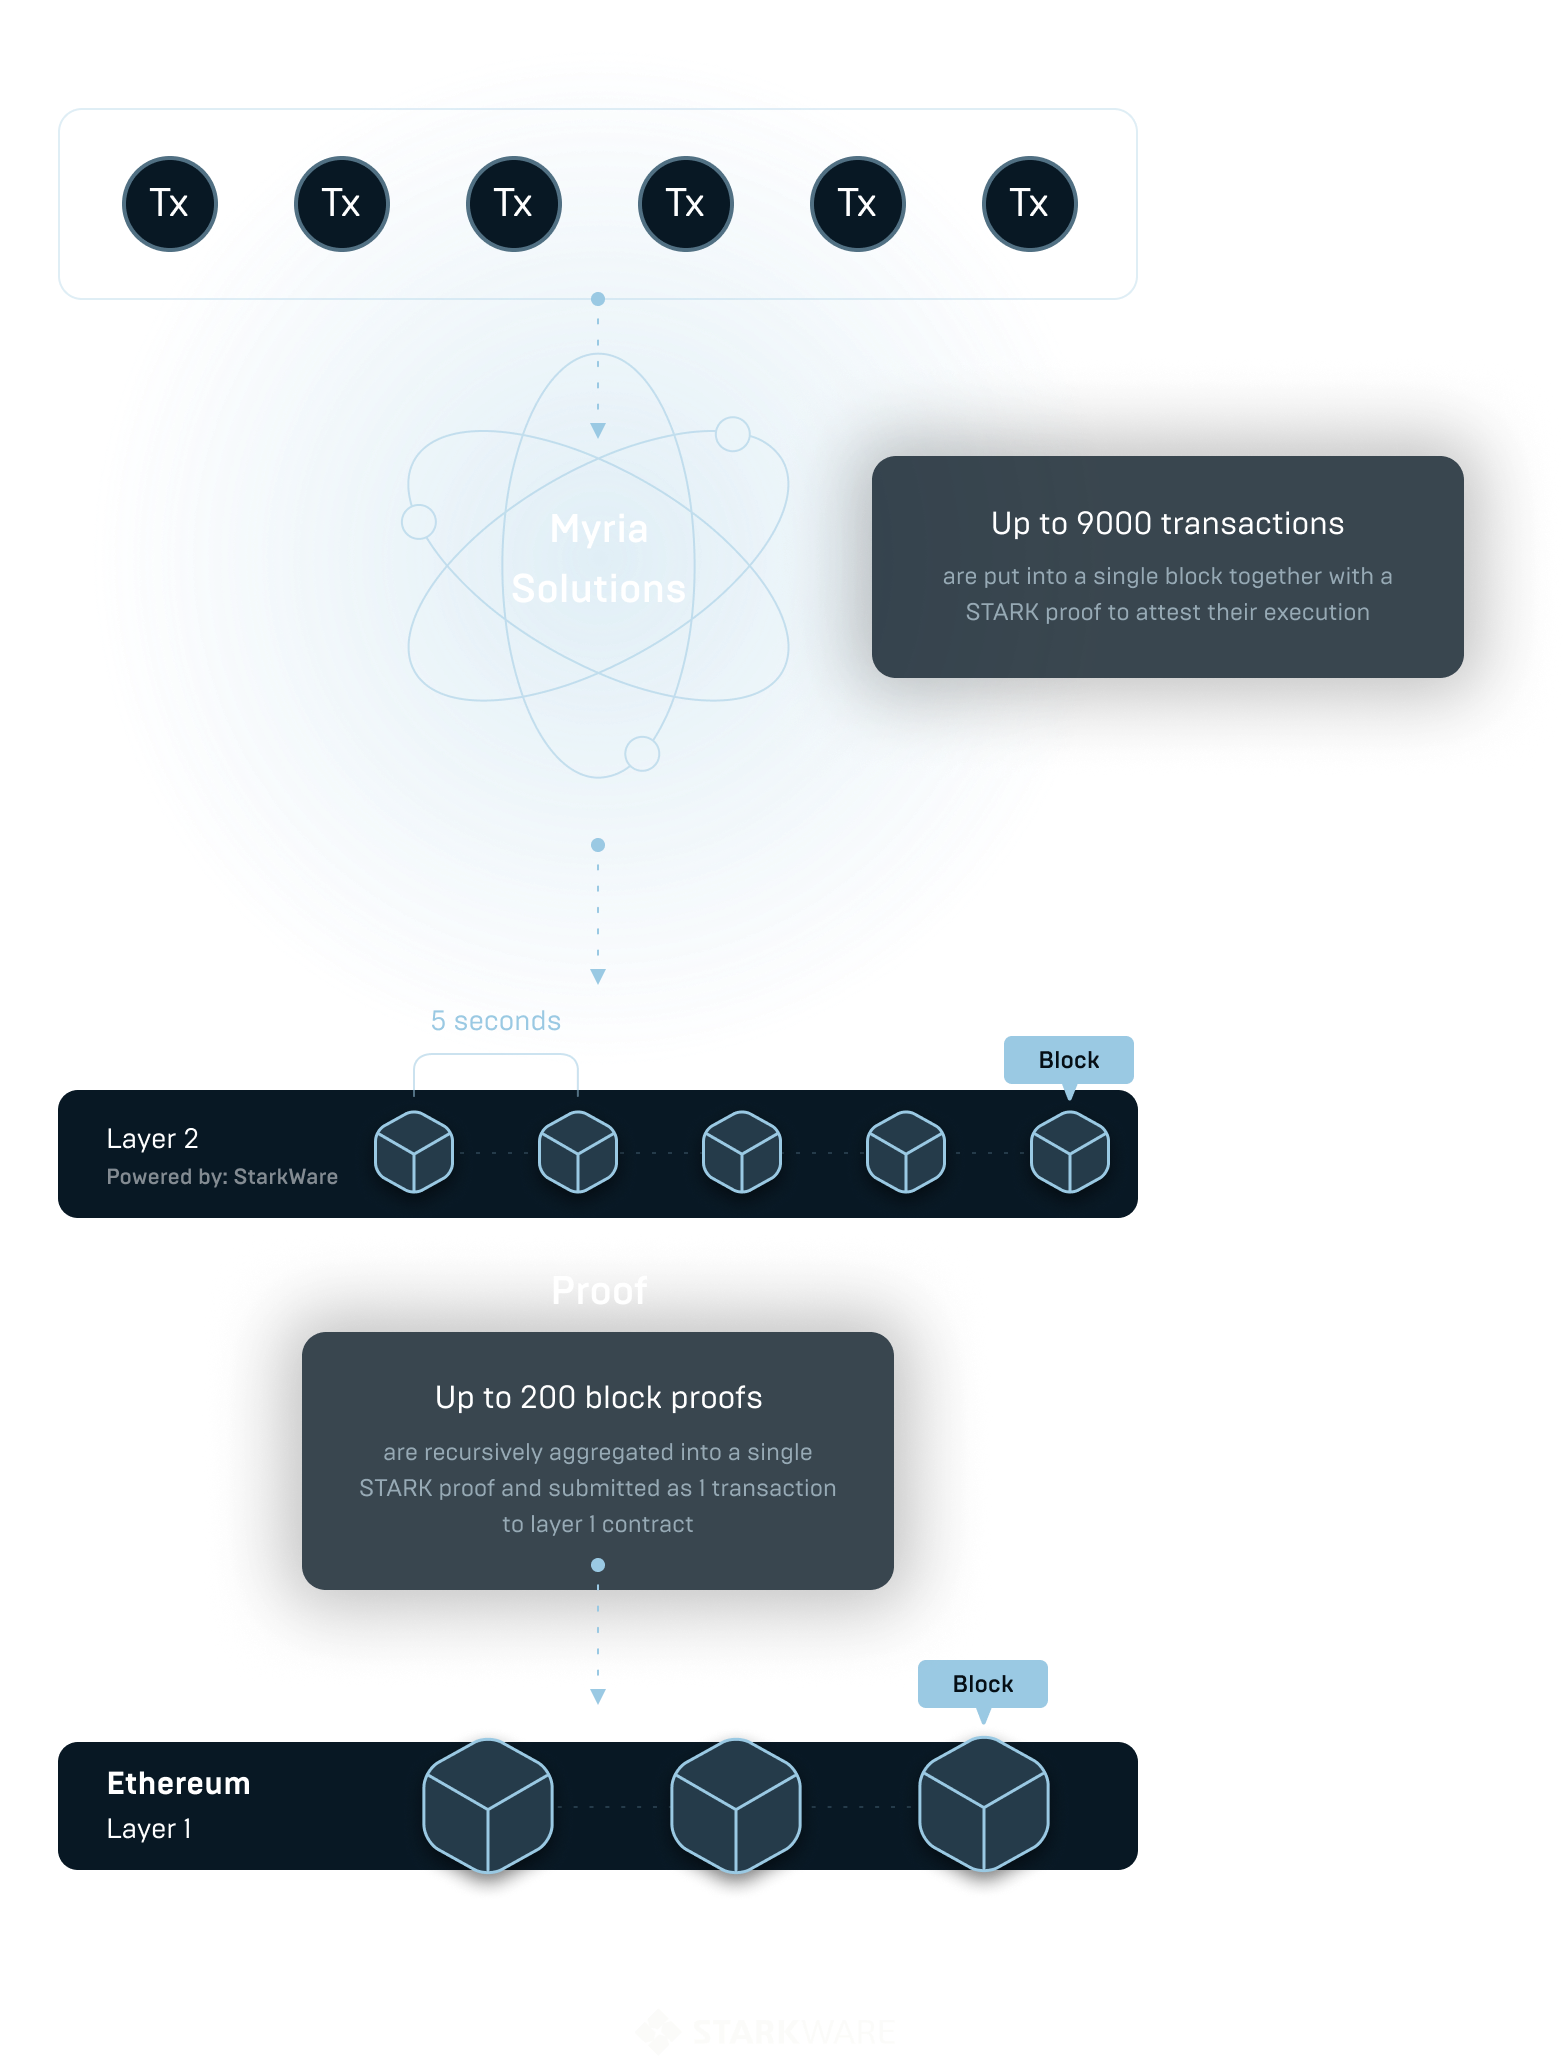 Tx Tx Tx Tx Tx Tx
Myria
Solutions
Up to 9000 transactions
are put into a single block together with a
STARK proof to attest their execution
5 seconds
Block
Layer 2
Powered by: StarkWare
Proof
Up to 200 block proofs
are recursively aggregated into a single
STARK proof and submitted as 1 transaction
to layer 1 contract
Block
Ethereum
Layer 1
STARKWARE